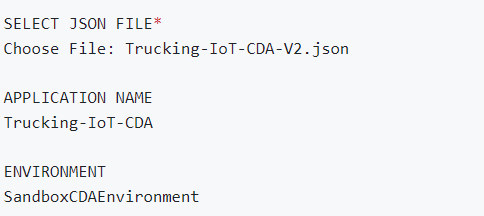 SELECT JSON FILE*
Choose File: Trucking-IoT-CDA-V2.json
APPLICATION NAME
Trucking-IoT-CDA
ENVIRONMENT
SandboxCDAEnvironment